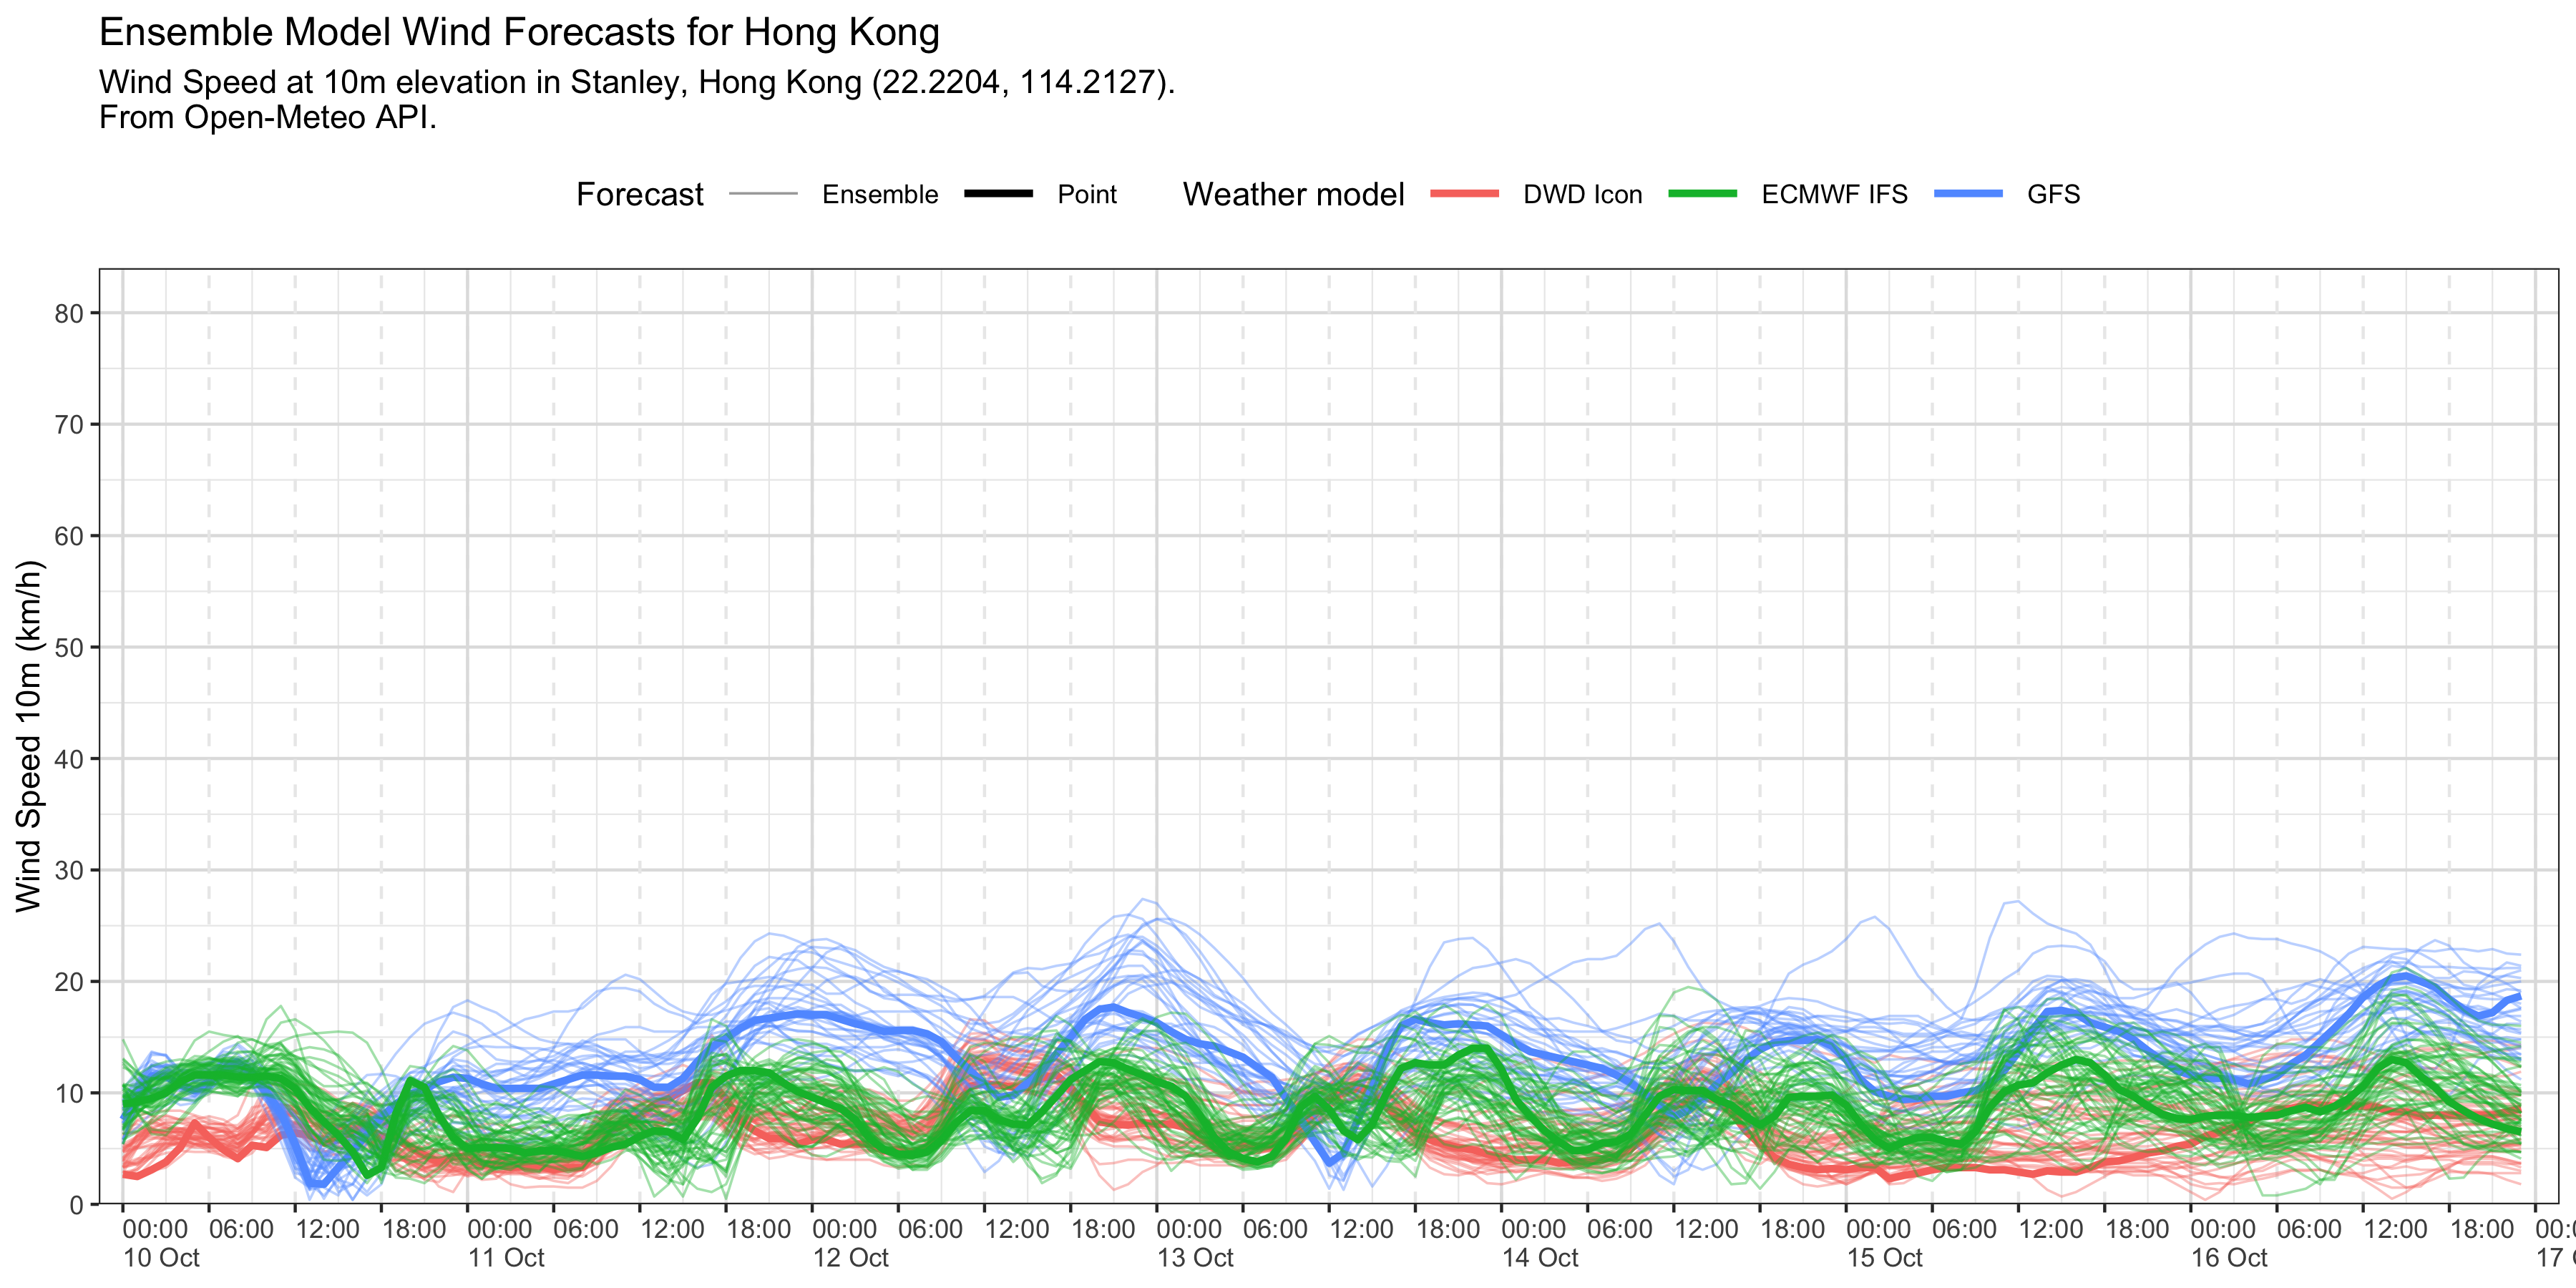 Ensemble Model Wind Forecasts for Hong Kong
Wind Speed at 10m elevation in Stanley, Hong Kong (22.2204, 114.2127).
From Open-Meteo API.
Forecast Ensemble Point Weather model DWD Icon ECMWF IFS GFS
Wind Speed 10m (km/h)
80
70
60
50
40
30
20
10
0
00:00 06:00 12:00 18:00 00:00 06:00 12:00 18:00 00:00 06:00 12:00 18:00 00:00 06:00 12:00 18:00 00:00 06:00 12:00 18:00 00:00 06:00 12:00 18:00 00:00 06:00 12:00 18:00 00:0
10 Oct 11 Oct 12 Oct 13 Oct 14 Oct 15 Oct 16 Oct 17